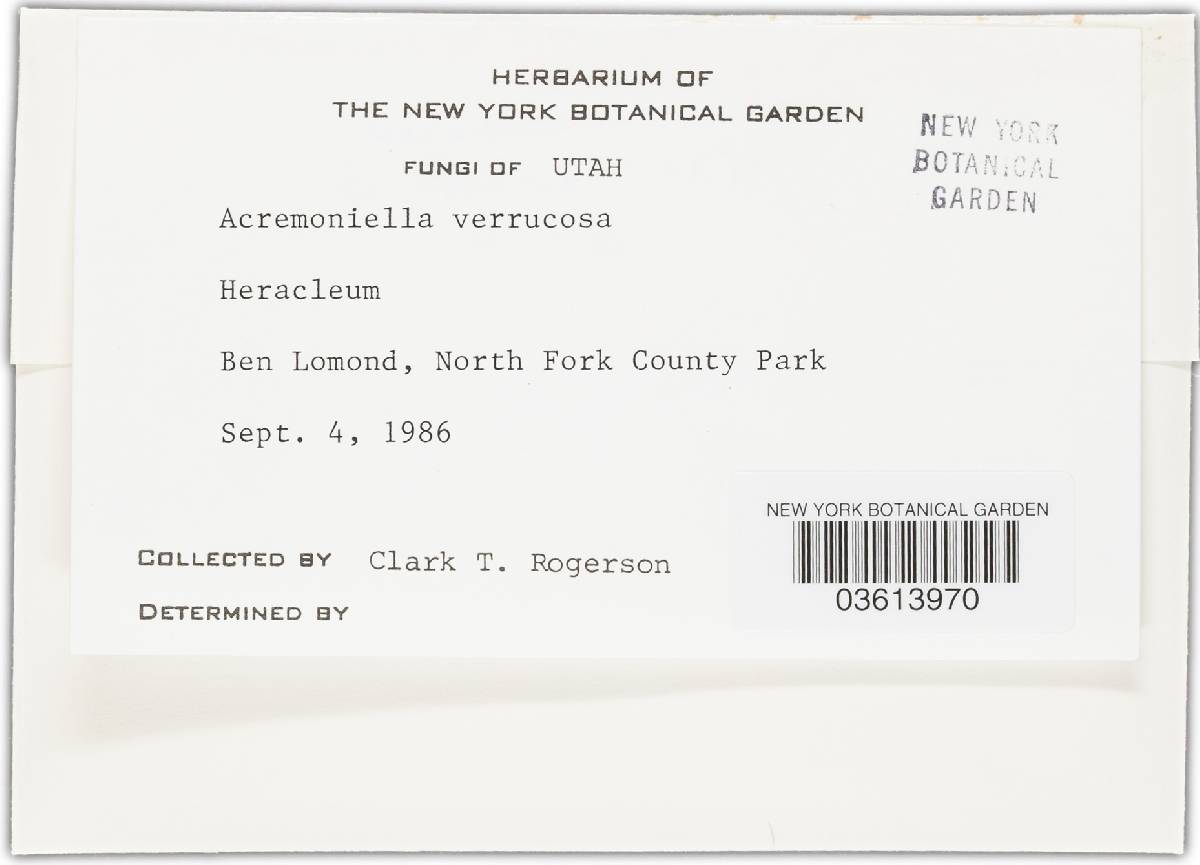 HERBARIUM OF
THE NEW YORK BOTANICAL GARDEN
NEW YORK
BOTANICAL
GARDEN
FUNGI OF UTAH
Acremoniella verrucosa
Heracleum
Ben Lomond, North Fork County Park
Sept. 4, 1986
NEW YORK BOTANICAL GARDEN
03613970
COLLECTED BY Clark T. Rogerson
DETERMINED BY